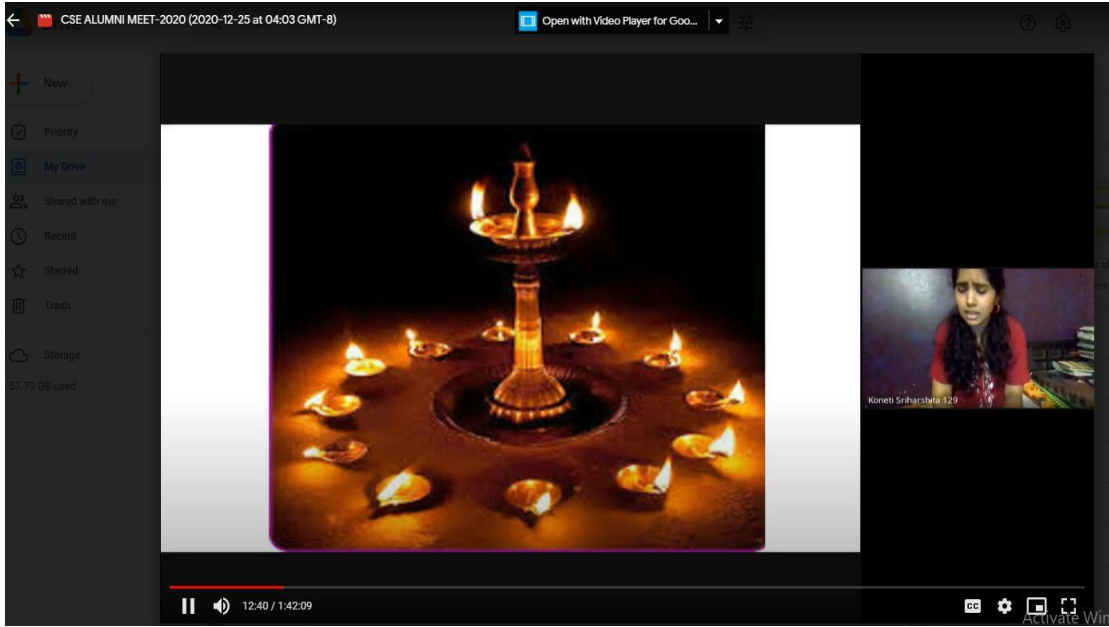 CSE ALUMNI MEET-2020 (2020-12-25 at 04:03 GMT-8)
Open with Video Player for Goo...
New
Priority
My Drive
Shared with me
Recent
Starred
Trash
Storage
57.79 GB used
Koneti Sriharshita 129
12:40 / 1:42:09
CC
Activate Win